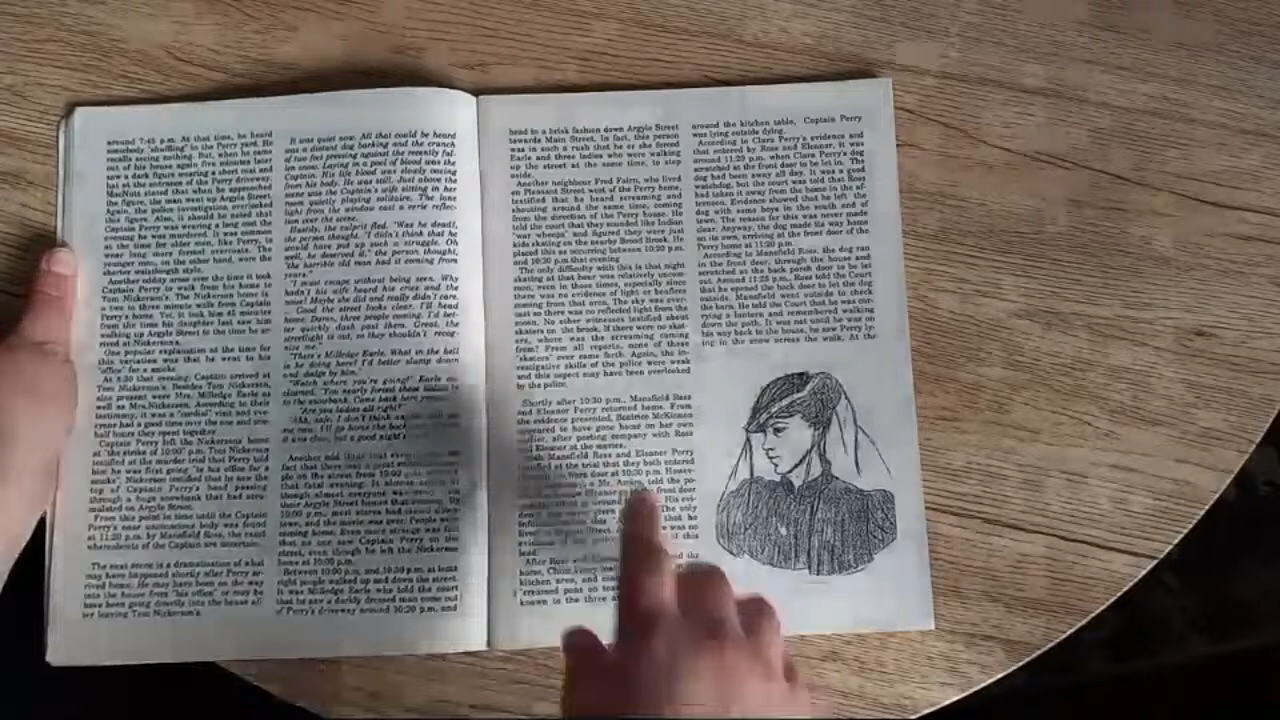 around 7:45 p.m. At that time, he heard
somebody "shuffling" in the Perry yard. He
recalls seeing nothing. But, when he came
out of his house again five minutes later
saw a dark figure wearing a short coat and
hat at the entrance of the Perry driveway.
MacNutt stated that when he approached
the figure, the man went up Argyle Street.
Again, the police investigation overlooked
this figure. Also, it should be noted that
Captain Perry was wearing a long coat the
evening he was murdered. It was common
at the time for older men, like Perry, to
wear long more formal overcoats. The
younger men, on the other hand, wore the
shorter waistlength style.
Another oddity arose over the time it took
Captain Perry to walk from his home to
Tom Nickerson's. The Nickerson home is
a two to three minute walk from Captain
Perry's home. Yet, it took him 45 minutes
from the time his daughter last saw him
walking up Argyle Street to the time he ar-
rived at Nickerson's.
One popular explanation at the time for
this variation was that he went to his
"office" for a smoke.
At 8:30 that evening, Captain arrived at
Tom Nickerson's. Besides Tom Nickerson,
also present were Mrs. Milledge Earle as
well as Mrs. Nickerson. According to their
testimony, it was a "cordial" visit and eve-
ryone had a good time over the one and one-
half hours they spent together.
Captain Perry left the Nickerson's home
at "the strike of 10:00" p.m. Tom Nickerson
testified at the murder trial that Perry told
him he was first going "to his office for a
smoke". Nickerson testified that he saw the
top of Captain Perry's head passing
through a huge snowbank that had accu-
mulated on Argyle Street.
From this point in time until the Captain
Perry's near unconscious body was found
at 11:20 p.m. by Mansfield Ross, the exact
whereabouts of the Captain are uncertain.
The next scene is a dramatization of what
may have happened shortly after Perry ar-
rived home. He may have been on the way
into the house from "his office" or may be
have been going directly into the house af-
ter leaving Tom Nickerson's.
It was quiet now. All that could be heard
was a distant dog barking and the crunch
of two feet pressing against the recently fal-
len snow. Laying in a pool of blood was the
Captain. His life blood was slowly oozing
from his body. He was still. Just above the
roar was the Captain's wife sitting in her
room quietly playing solitaire. The lone
light from the window cast a eerie reflec-
tion over the scene.
Hastily, the culprit fled. "Was he dead?,
the person thought. "I didn't think that he
would have put up such a struggle. Oh
well, he deserved it," the person thought,
"the horrible old man had it coming from
years."
"I must escape without being seen. Why
hadn't his wife heard his cries and the
noise! Maybe she did and really didn't care.
Good the street looks clear. I'll head
home. Damn, three people coming. I'd bet-
ter quickly dash past them. Great, the
streetlight is out, so they shouldn't recog-
nize me."
"There's Milledge Earle. What in the hell
is he doing here? I'd better slump down
and dodge by him."
"Watch where you're going!" Earle ex-
claimed. "You nearly forced these ladies in
to the snowbank. Come back here
"Are you ladies all right?
Another odd
fact that there was a great
ple on the street from 10:00
that fatal evening. It
though almost everyone was
their Argyle Street homes that
10:00 p.m. most stores had closed down-
town, and the movie was over. People were
coming home. Even more strange was fact
that no one saw Captain Perry on the
street, even though he left the Nickerson
home at 10:00 p.m.
Between 10:00 p.m. and 10:30 p.m. at least
eight people walked up and down the street.
It was Milledge Earle who told the court
that he saw a darkly dressed man come out
of Perry's driveway around 10:20 p.m. and
head in a brisk fashion down Argyle Street
towards Main Street. In fact, this person
was in such a rush that he or she forced
Earle and three ladies who were walking
up the street at the same time, to step
aside.
Another neighbour Fred Fairn, who lived
on Pleasant Street west of the Perry home,
testified that he heard screaming and
shouting around the same time, coming
from the direction of the Perry house. He
told the court that they sounded like Indian
"war whoops" and figured they were just
kids skating on the nearby Broad Brook. He
placed this as occurring between 10:20 p.m.
and 10:30 p.m. that evening
The only difficulty with this is that night
skating at that hour was relatively uncom-
mon, even in those times, especially since
there was no evidence of light or bonfires
coming from that area. The sky was over-
cast so there was no reflected light from the
moon. No other witnesses testified about
skaters on the brook. If there were no skat-
ers, where was the screaming coming
from? From all reports, none of these
"skaters" ever came forth. Again, the in-
vestigative skills of the police were weak
and this aspect may have been overlooked
by the police.
Shortly after 10:30 p.m., Mansfield Ross
and Eleanor Perry returned home. From
the evidence presented, Beatrice McKinnon
appeared to have gone home on her own
earlier, after parting company with Ross
and Eleanor at the movies.
Both Mansfield Ross and Eleanor Perry
testified at the trial that they both entered
front door at 10:30 p.m. Howe-
a Mr. told the po-
Eleanor front door
around His evi-
The only
this that he
Street. was no
of this
lead.
After Ross and
home, Clara Perry
kitchen area, and
"creamed peas on toast
known to the three
around the kitchen table, Captain Perry
was lying outside dying.
According to Clara Perry's evidence and
that entered by Ross and Eleanor, it was
around 11:20 p.m. when Clara Perry's dog
scratched at the front door to be let in. The
dog had been away all day. It was a good
watchdog, but the court was told that Ross
had taken it away from the home in the af-
ternoon. Evidence showed that he left the
dog with some boys in the south end of
town. The reason for this was never made
clear. Anyway, the dog made its way home
on its own, arriving at the front door of the
Perry home at 11:20 p.m.
According to Mansfield Ross, the dog ran
in the front door, through the house and
scratched at the back porch door to be let
out. Around 11:25 p.m., Ross told the Court
that he opened the back door to let the dog
outside. Mansfield went outside to check
the barn. He told the Court that he was car-
rying a lantern and remembered walking
down the path. It was not until he was on
his way back to the house, he saw Perry ly-
ing in the snow across the walk. At the